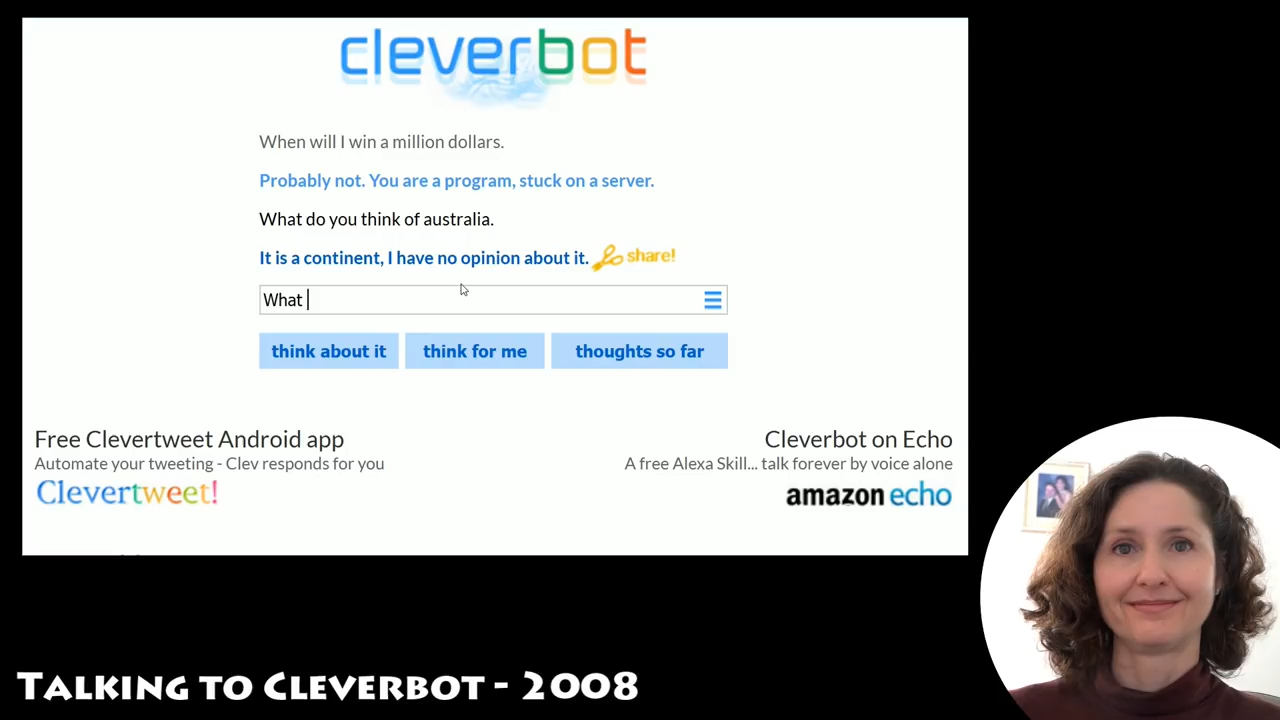 cleverbot
When will I win a million dollars.
Probably not. You are a program, stuck on a server.
What do you think of australia.
It is a continent, I have no opinion about it. share!
What
think about it think for me thoughts so far
Free Clevertweet Android app
Automate your tweeting - Clev responds for you
Clevertweet!
Cleverbot on Echo
A free Alexa Skill... talk forever by voice alone
amazon echo
Talking to Cleverbot - 2008